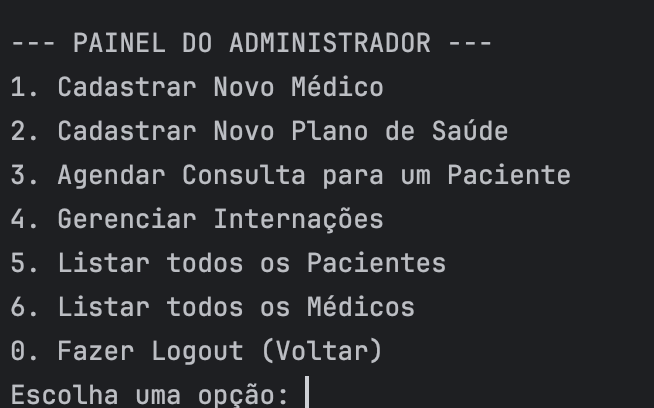 --- PAINEL DO ADMINISTRADOR ---
1. Cadastrar Novo Médico
2. Cadastrar Novo Plano de Saúde
3. Agendar Consulta para um Paciente
4. Gerenciar Internações
5. Listar todos os Pacientes
6. Listar todos os Médicos
0. Fazer Logout (Voltar)
Escolha uma opção: